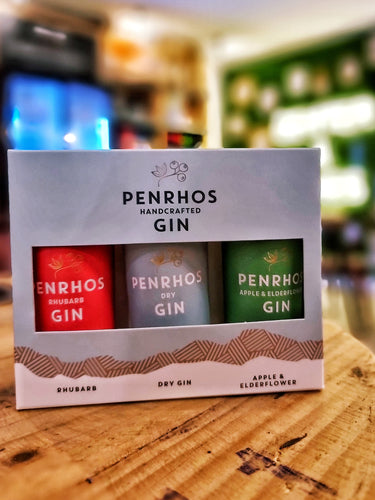 PENRHOS
HANDCRAFTED
GIN
PENRHOS
RHUBARB
GIN
PENRHOS
DRY
GIN
PENRHOS
APPLE & ELDERFLOWER
GIN
RHUBARB
DRY GIN
APPLE &
ELDERFLOWER